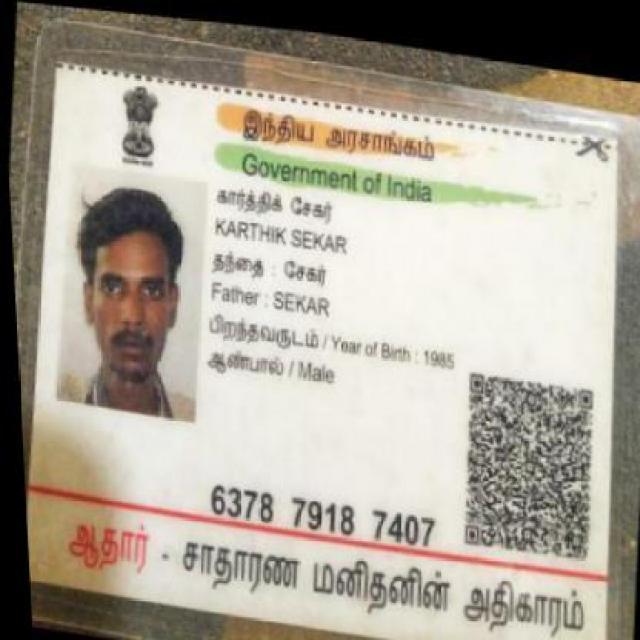 இந்திய அரசாங்கம்
Government of India
கார்த்திக் சேகர்
KARTHIK SEKAR
தந்தை : சேகர்
Father : SEKAR
பிறந்தவருடம் / Year of Birth : 1985
ஆண்பால் / Male
6378 7918 7407
ஆதார் - சாதாரண மனிதனின் அதிகாரம்